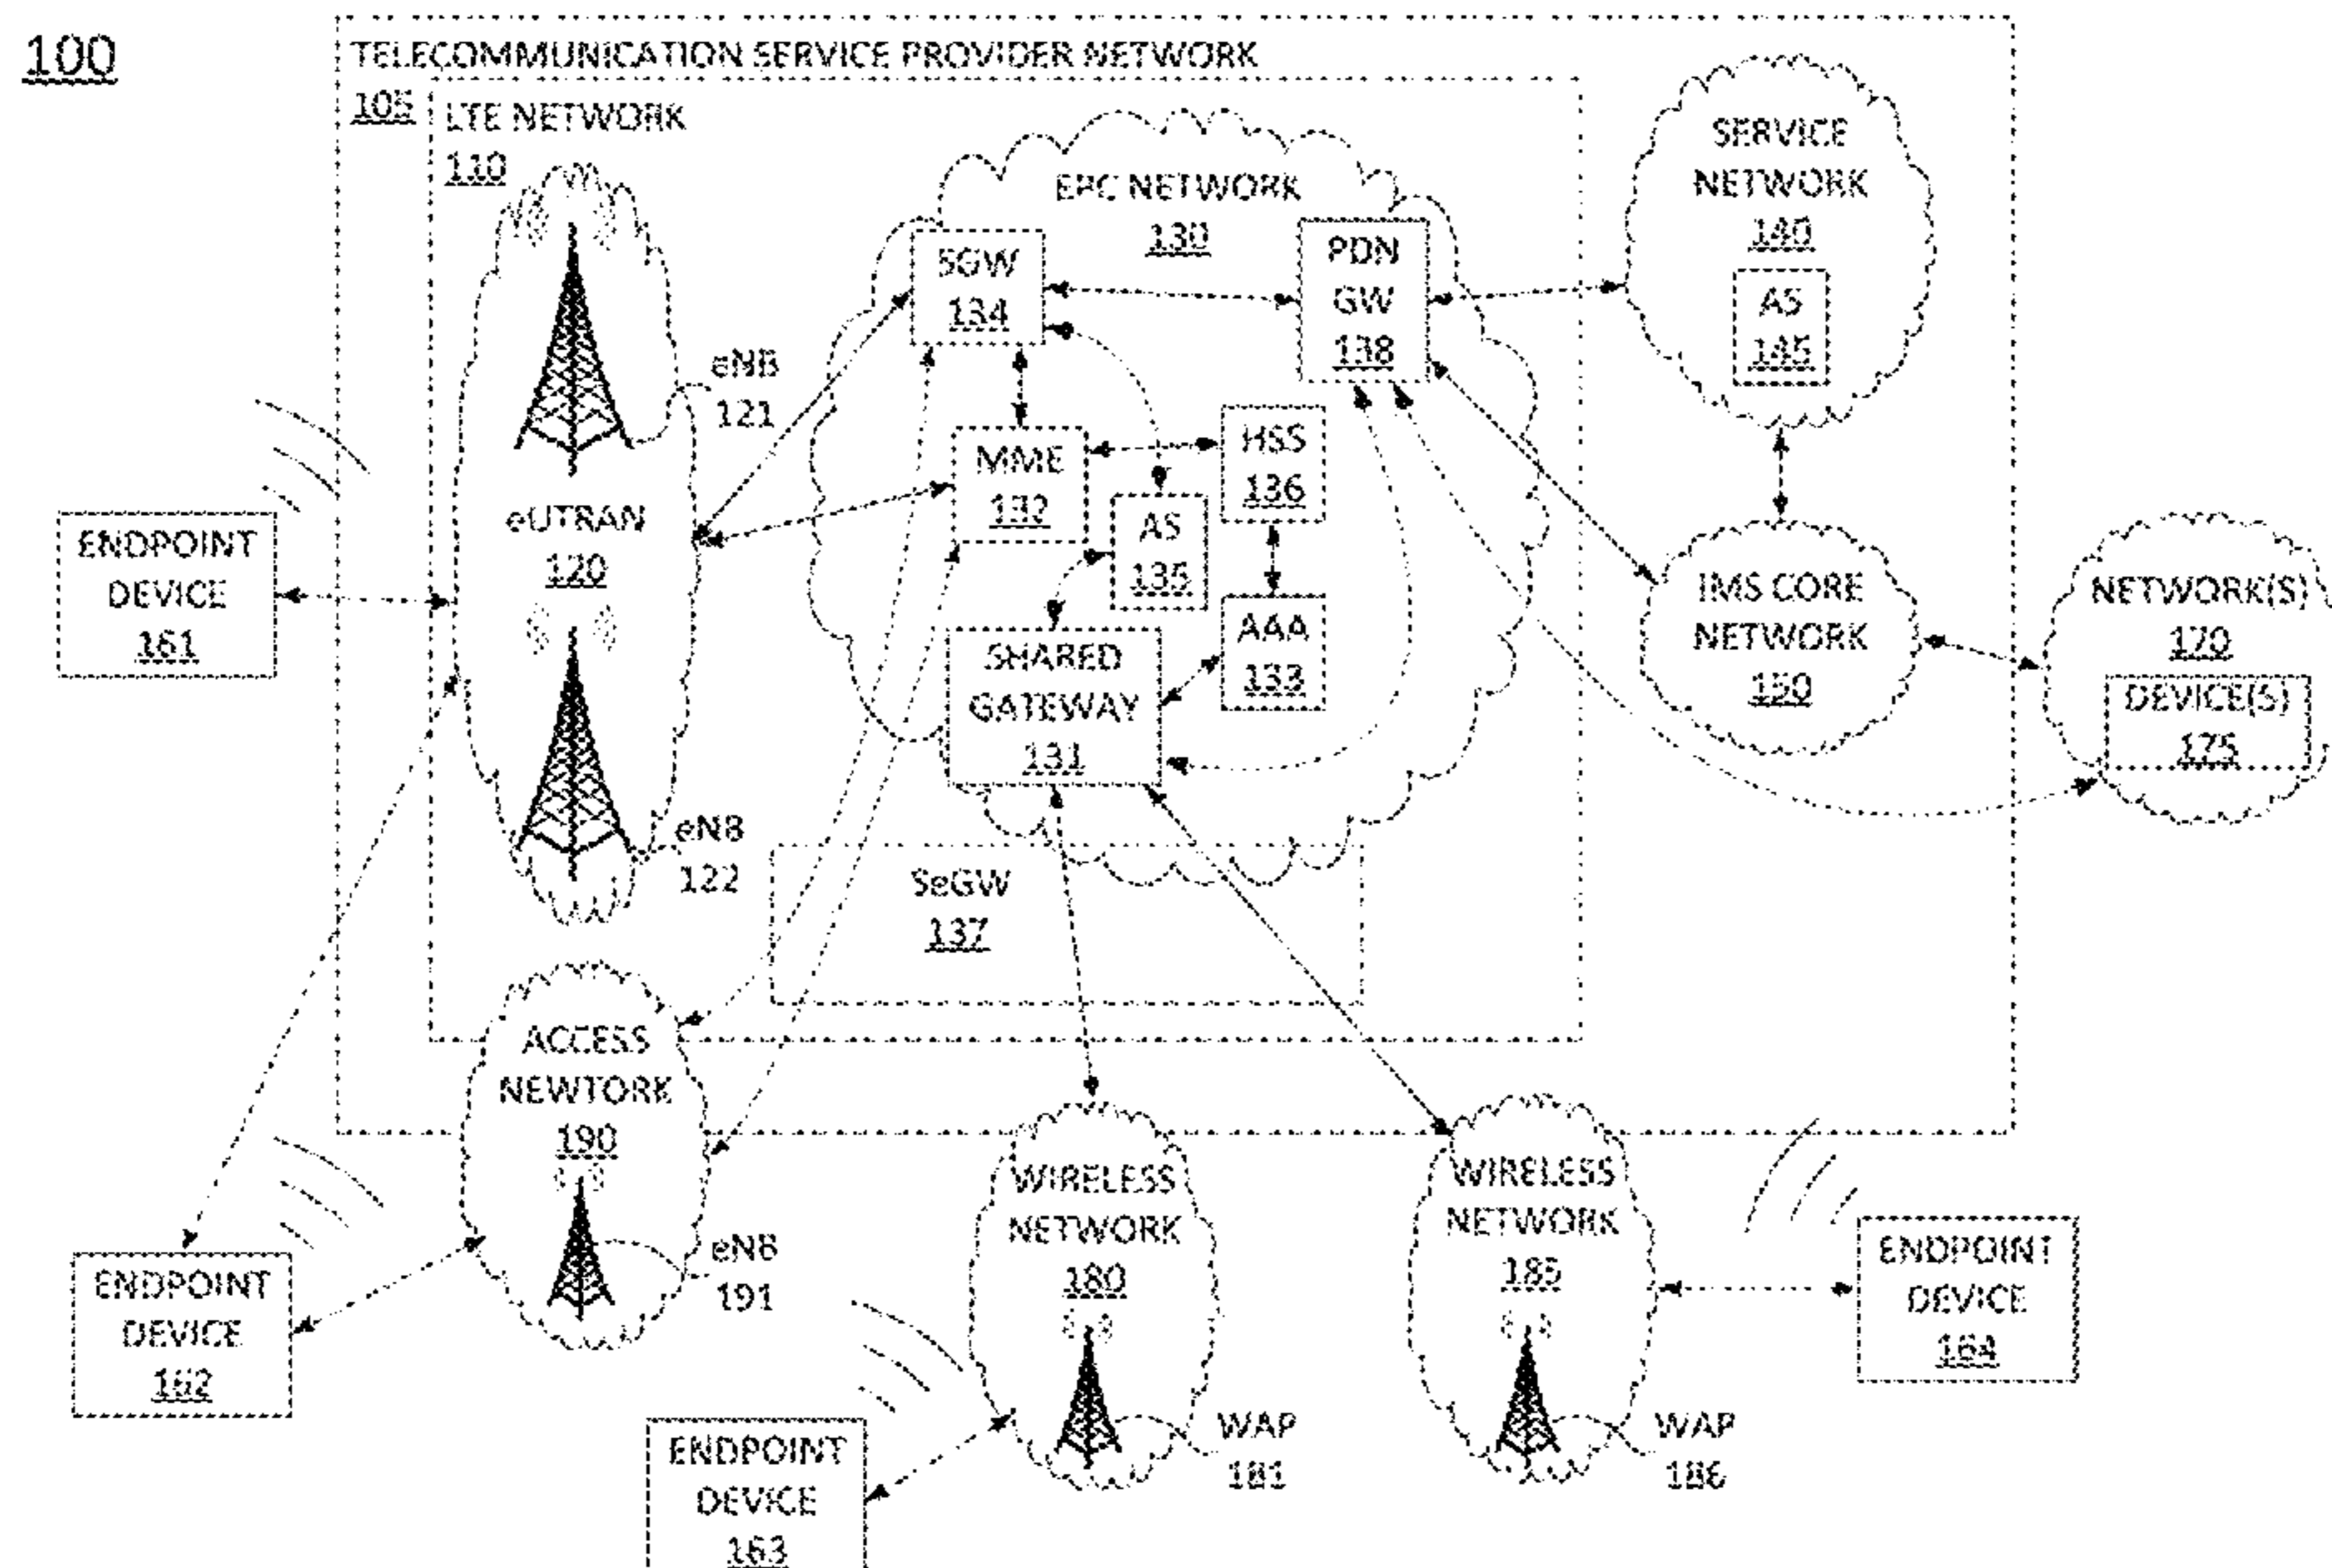 100
TELECOMMUNICATION SERVICE PROVIDER NETWORK
105
LTE NETWORK
110
EPC NETWORK
130
SGW
134
PDN
GW
138
SERVICE
NETWORK
140
AS
145
eNB
121
MME
132
HSS
136
AS
135
eUTRAN
120
ENDPOINT
DEVICE
161
AAA
133
SHARED
GATEWAY
131
IMS CORE
NETWORK
150
NETWORK(S)
170
DEVICE(S)
175
eNB
122
SeGW
137
ACCESS
NEWTORK
190
eNB
191
ENDPOINT
DEVICE
162
WIRELESS
NETWORK
180
WIRELESS
NETWORK
185
ENDPOINT
DEVICE
164
ENDPOINT
DEVICE
163
WAP
181
WAP
186